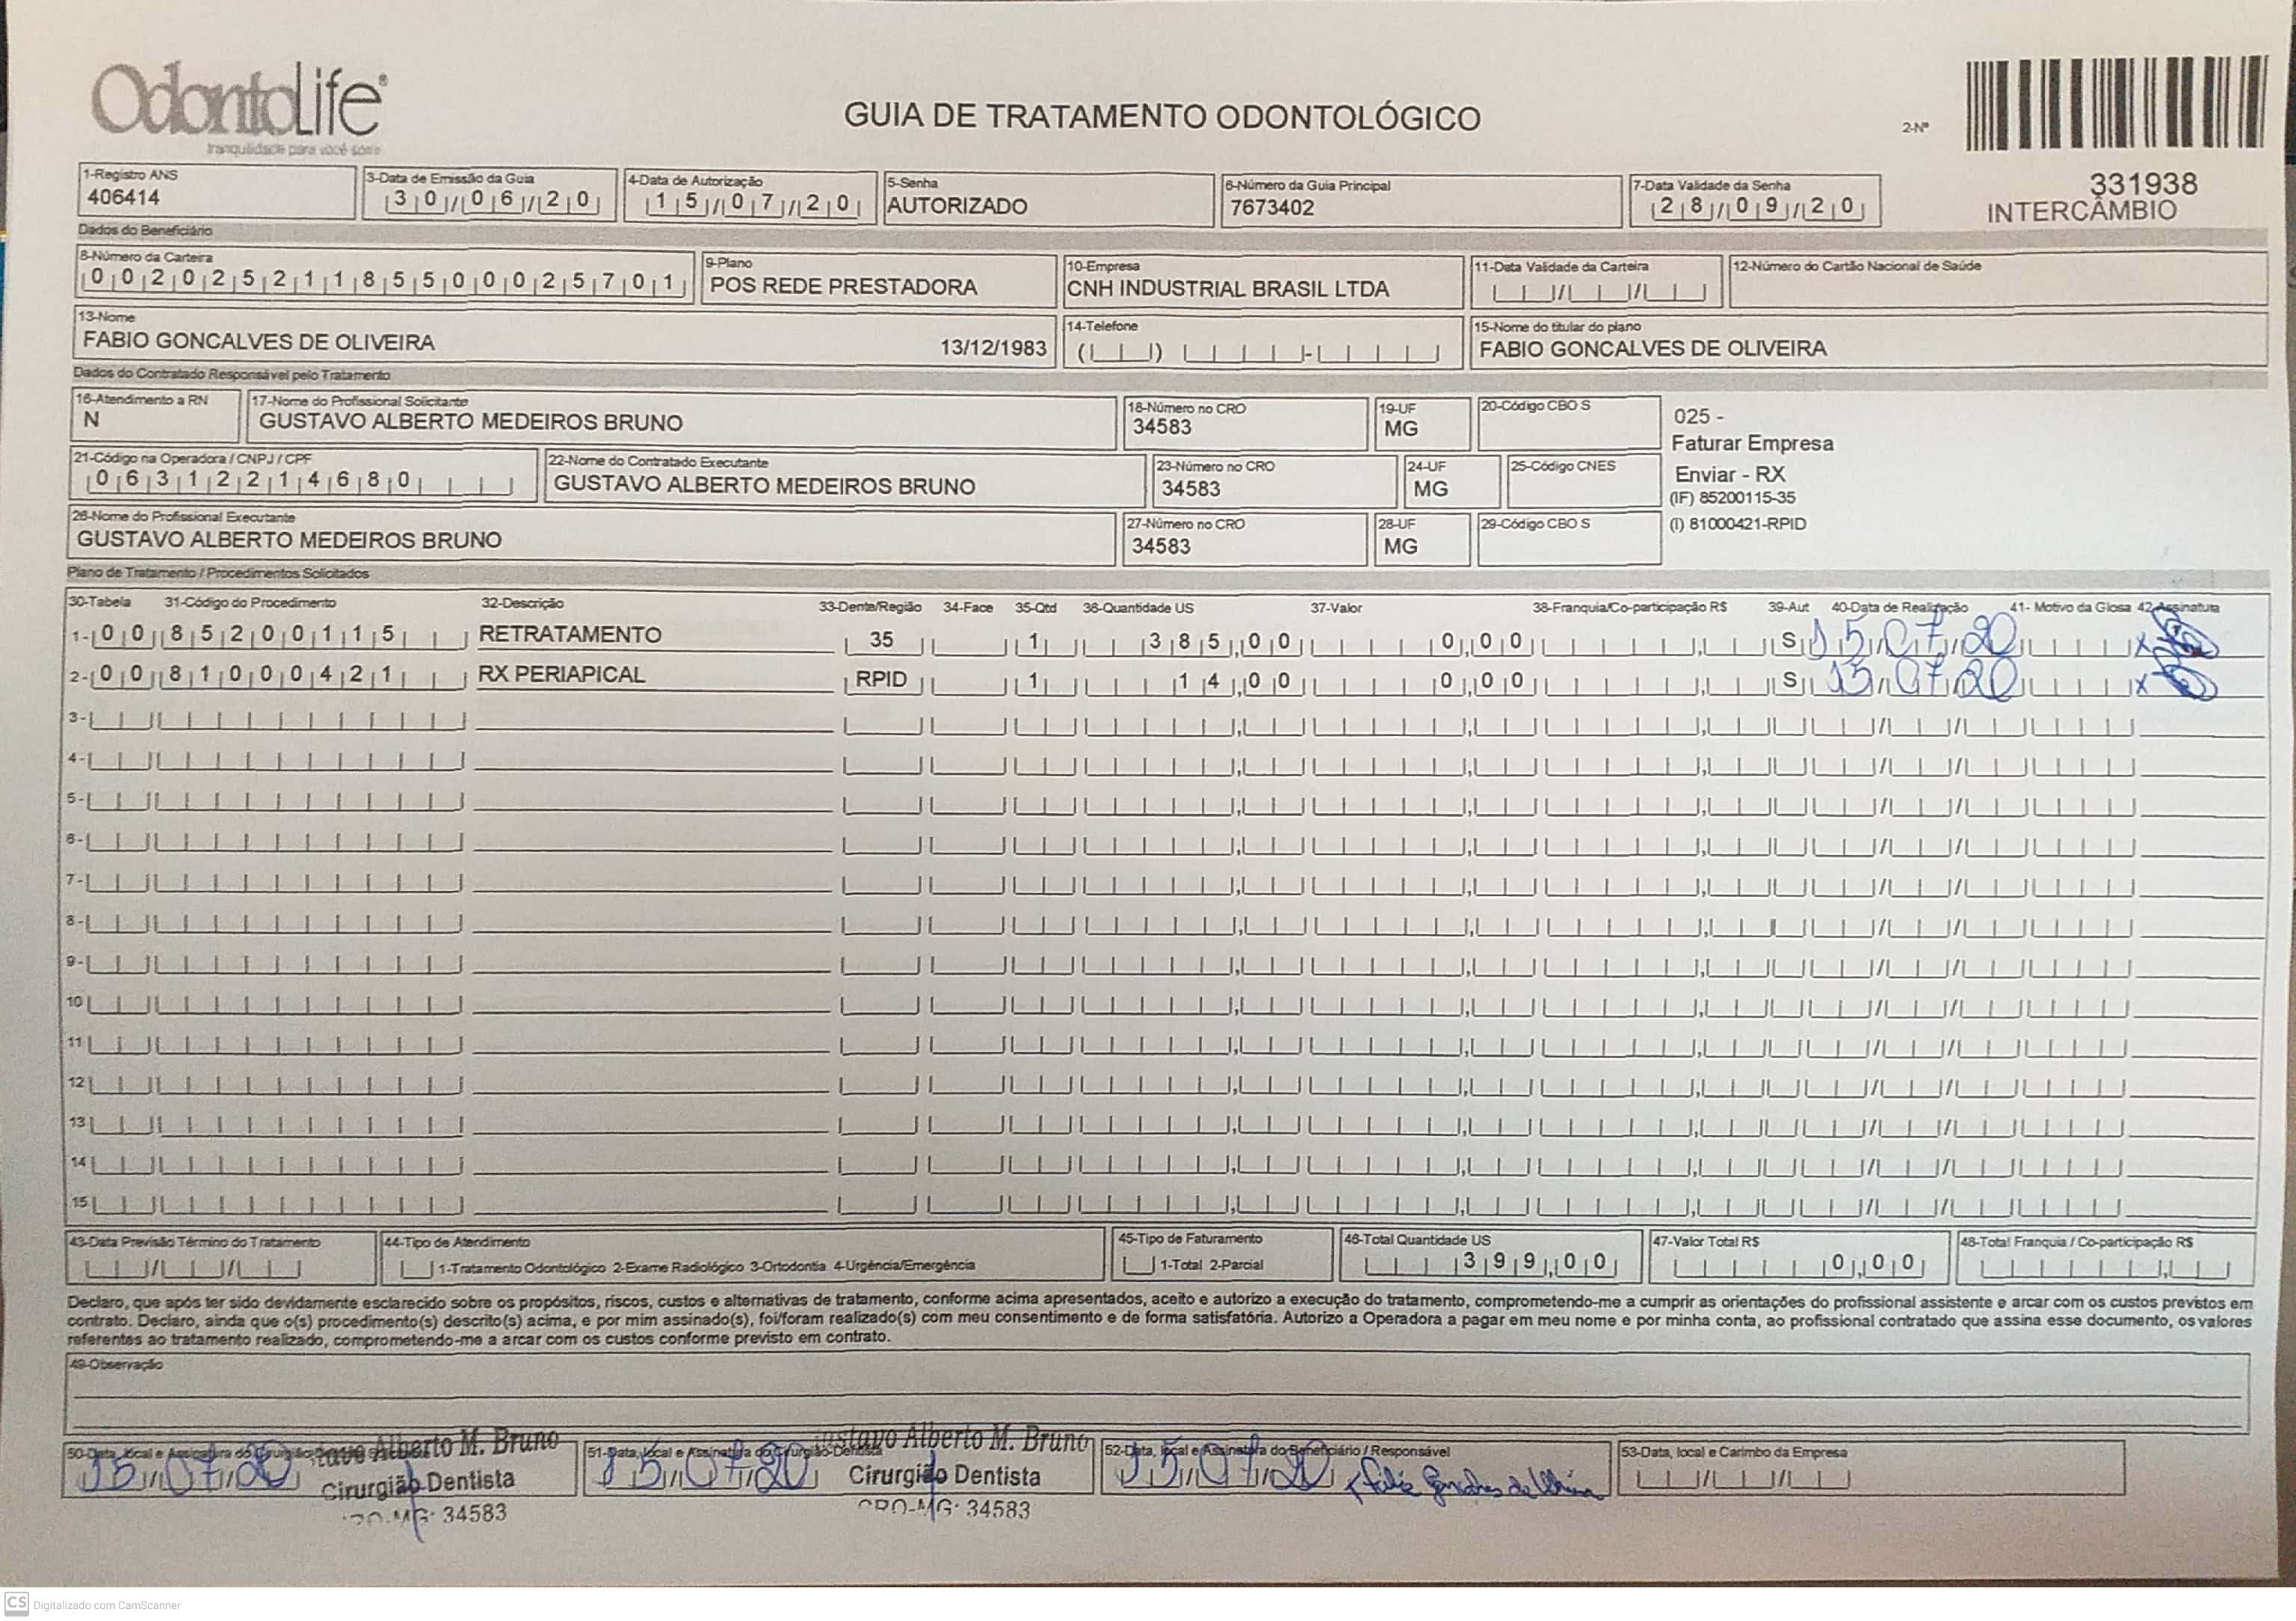 OdontoLife®
tranquilidade para você sorrir
GUIA DE TRATAMENTO ODONTOLÓGICO
2-Nº
331938
INTERCÂMBIO
1-Registro ANS
406414
3-Data de Emissão da Guia
30/06/20
4-Data de Autorização
15/07/20
5-Senha
AUTORIZADO
6-Número da Guia Principal
7673402
7-Data Validade da Senha
28/09/20
Dados do Beneficiário
8-Número da Carteira
00202521185500025701
9-Plano
POS REDE PRESTADORA
10-Empresa
CNH INDUSTRIAL BRASIL LTDA
11-Data Validade da Carteira
12-Número do Cartão Nacional de Saúde
13-Nome
FABIO GONCALVES DE OLIVEIRA 13/12/1983
14-Telefone
15-Nome do titular do plano
FABIO GONCALVES DE OLIVEIRA
Dados do Contratado Responsável pelo Tratamento
16-Atendimento a RN
N
17-Nome do Profissional Solicitante
GUSTAVO ALBERTO MEDEIROS BRUNO
18-Número no CRO
34583
19-UF
MG
20-Código CBO S
025 -
Faturar Empresa
Enviar - RX
(IF) 85200115-35
(I) 81000421-RPID
21-Código na Operadora / CNPJ / CPF
06312214680
22-Nome do Contratado Executante
GUSTAVO ALBERTO MEDEIROS BRUNO
23-Número no CRO
34583
24-UF
MG
25-Código CNES
26-Nome do Profissional Executante
GUSTAVO ALBERTO MEDEIROS BRUNO
27-Número no CRO
34583
28-UF
MG
29-Código CBO S
Plano de Tratamento / Procedimentos Solicitados
30-Tabela 31-Código do Procedimento 32-Descrição 33-Dente/Região 34-Face 35-Qtd 36-Quantidade US 37-Valor 38-Franquia/Co-participação R$ 39-Aut 40-Data de Realização 41- Motivo da Glosa 42-Assinatura
1- 00 85200115 RETRATAMENTO 35 1 385,00 0,00 S 15/07/20 x
2- 00 81000421 RX PERIAPICAL RPID 1 14,00 0,00 S 15/07/20 x
3-
4-
5-
6-
7-
8-
9-
10
11
12
13
14
15
43-Data Previsão Término do Tratamento
44-Tipo de Atendimento
1-Tratamento Odontológico 2-Exame Radiológico 3-Ortodontia 4-Urgência/Emergência
45-Tipo de Faturamento
1-Total 2-Parcial
46-Total Quantidade US
399,00
47-Valor Total R$
0,00
48-Total Franquia / Co-participação R$
Declaro, que após ter sido devidamente esclarecido sobre os propósitos, riscos, custos e alternativas de tratamento, conforme acima apresentados, aceito e autorizo a execução do tratamento, comprometendo-me a cumprir as orientações do profissional assistente e arcar com os custos previstos em
contrato. Declaro, ainda que o(s) procedimento(s) descrito(s) acima, e por mim assinado(s), foi/foram realizado(s) com meu consentimento e de forma satisfatória. Autorizo a Operadora a pagar em meu nome e por minha conta, ao profissional contratado que assina esse documento, os valores
referentes ao tratamento realizado, comprometendo-me a arcar com os custos conforme previsto em contrato.
49-Observação
50-Data, local e Assinatura do Cirurgião-Dentista
15/07/20
Alberto M. Bruno
Cirurgião Dentista
34583
51-Data, local e Assinatura do Cirurgião-Dentista
15/07/20
Alberto M. Bruno
Cirurgião Dentista
CRO-MG: 34583
52-Data, local e Assinatura do Beneficiário / Responsável
15/07/20
53-Data, local e Carimbo da Empresa
CS Digitalizado com CamScanner